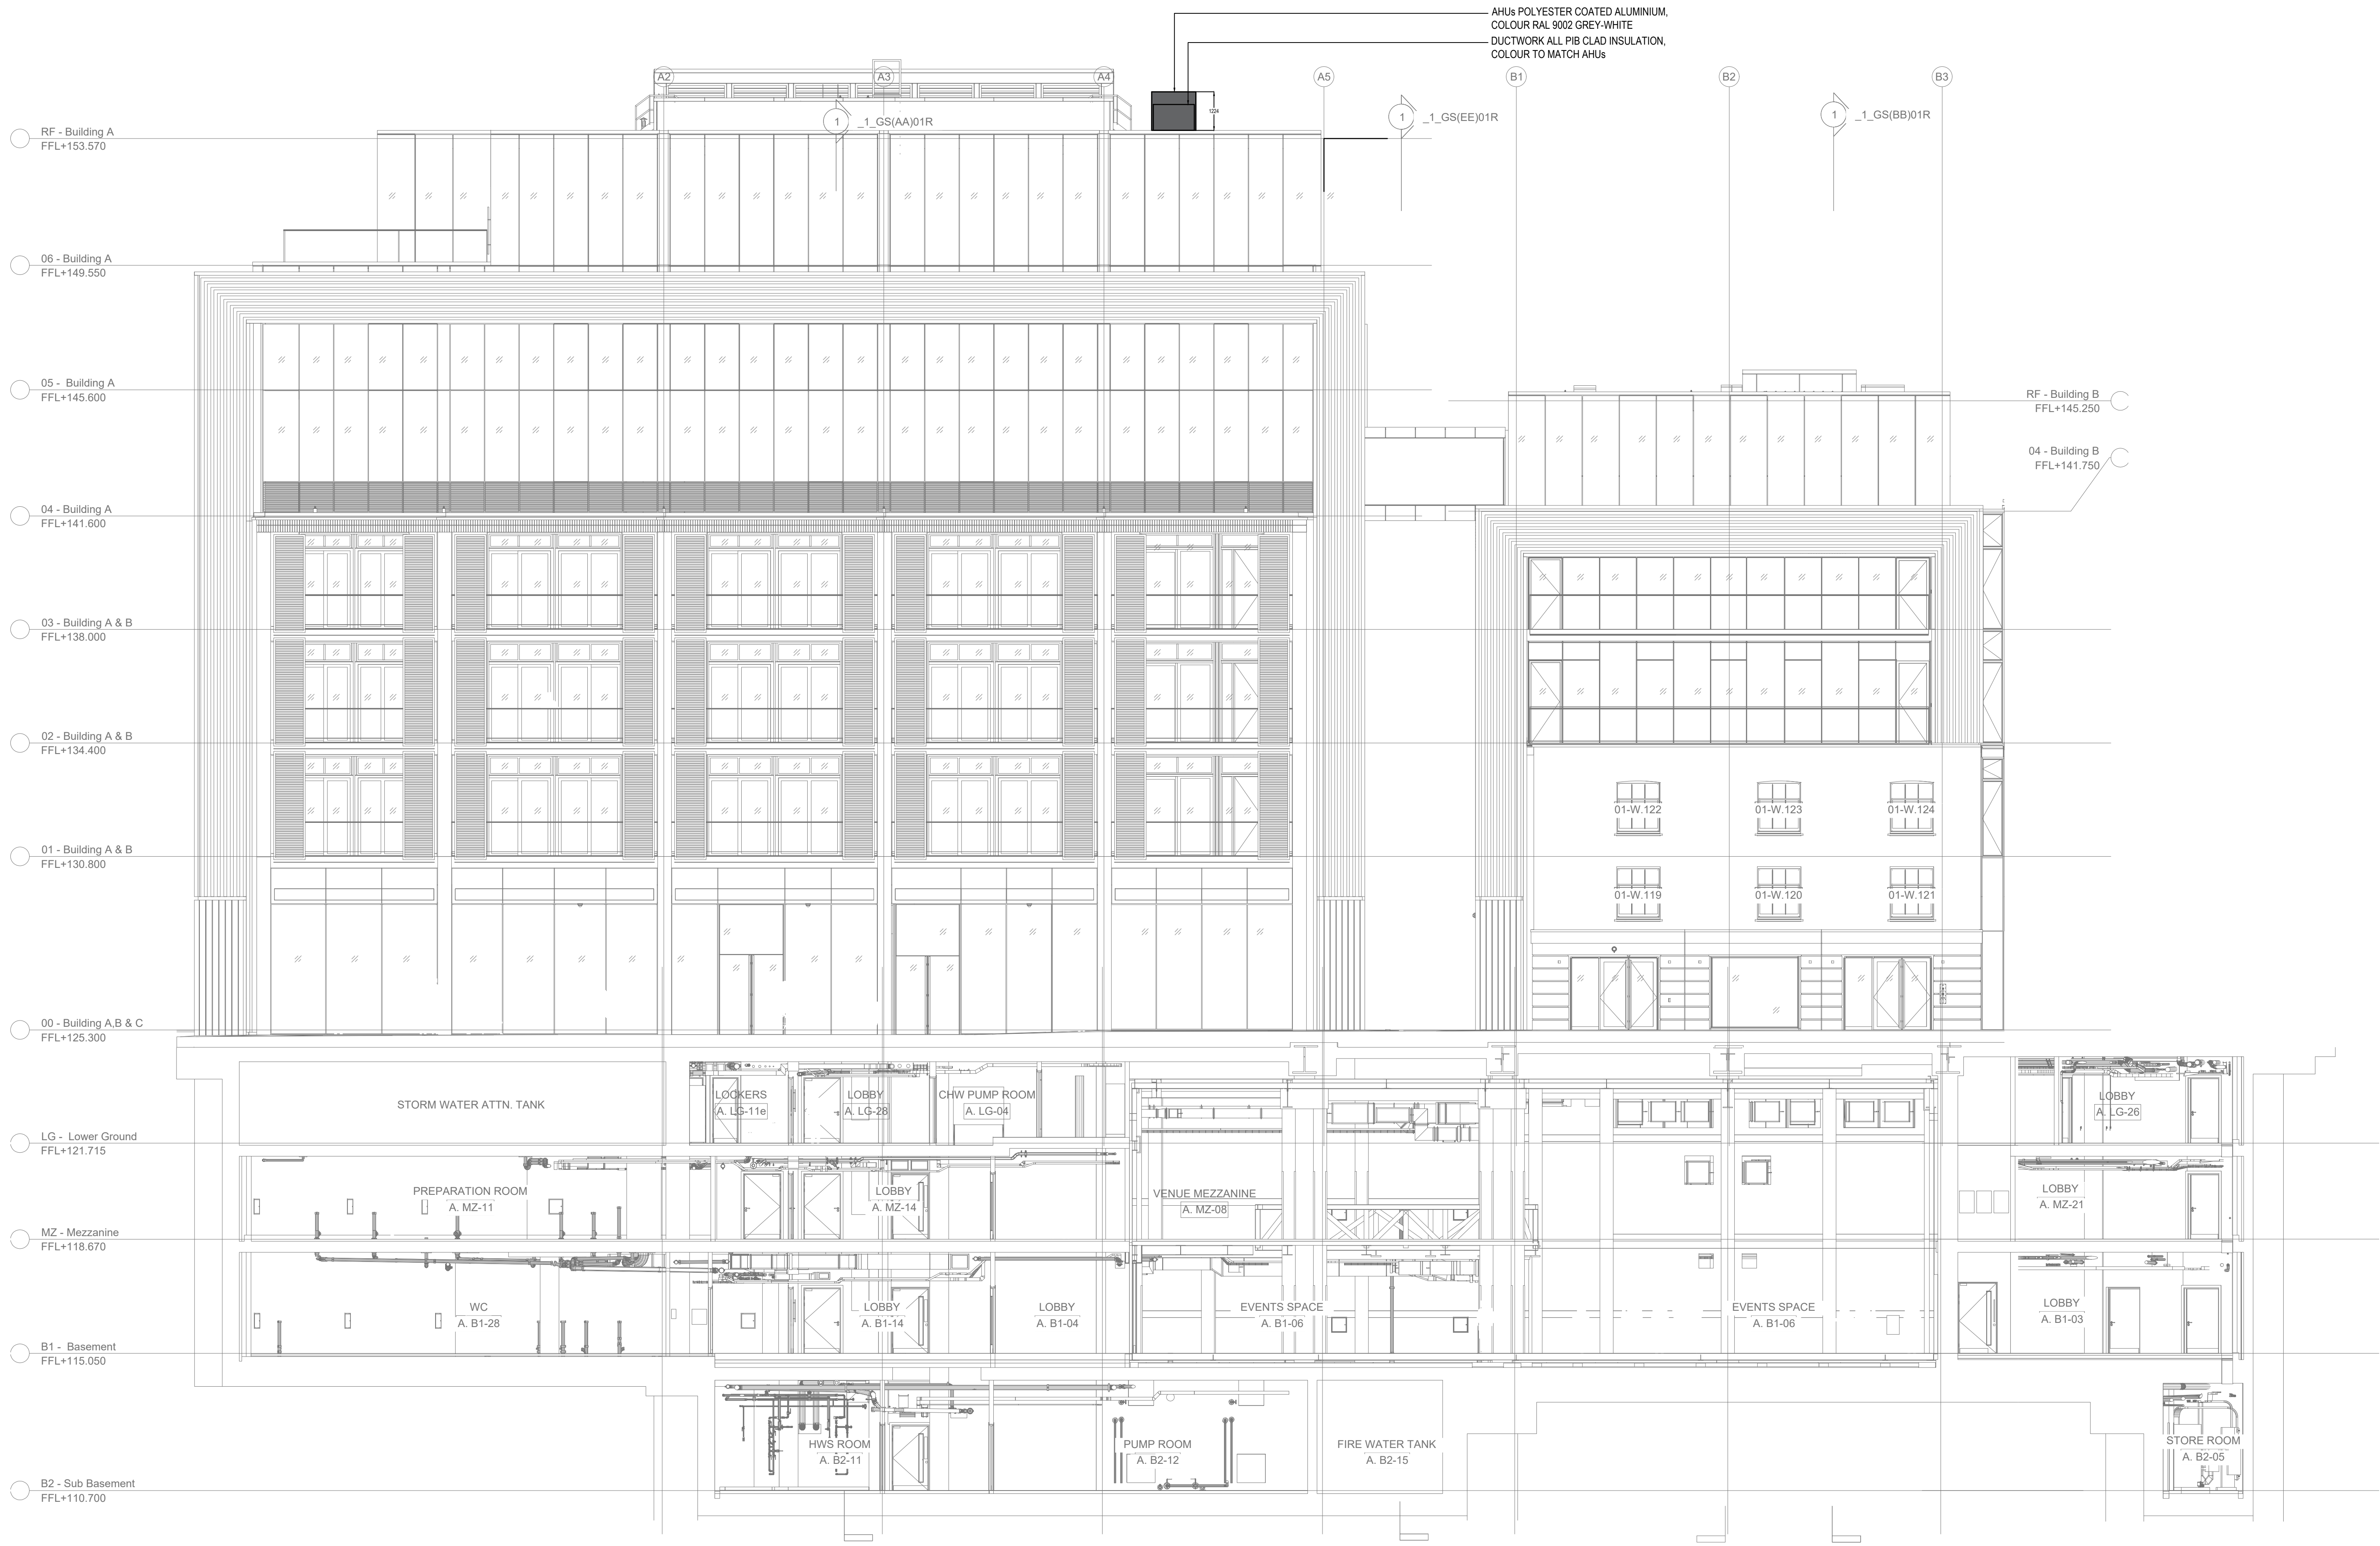 AHUs POLYESTER COATED ALUMINIUM,
COLOUR RAL 9002 GREY-WHITE
DUCTWORK ALL PIB CLAD INSULATION,
COLOUR TO MATCH AHUs
A2
A3
A4
A5
B1
B2
B3
1224
1
_1_GS(AA)01R
1
_1_GS(EE)01R
1
_1_GS(BB)01R
RF - Building A
FFL+153.570
06 - Building A
FFL+149.550
05 - Building A
FFL+145.600
RF - Building B
FFL+145.250
04 - Building B
FFL+141.750
04 - Building A
FFL+141.600
03 - Building A & B
FFL+138.000
02 - Building A & B
FFL+134.400
01-W.122
01-W.123
01-W.124
01 - Building A & B
FFL+130.800
01-W.119
01-W.120
01-W.121
00 - Building A,B & C
FFL+125.300
STORM WATER ATTN. TANK
LOCKERS
A. LG-11e
LOBBY
A. LG-28
CHW PUMP ROOM
A. LG-04
LOBBY
A. LG-26
LG - Lower Ground
FFL+121.715
PREPARATION ROOM
A. MZ-11
LOBBY
A. MZ-14
VENUE MEZZANINE
A. MZ-08
LOBBY
A. MZ-21
MZ - Mezzanine
FFL+118.670
WC
A. B1-28
LOBBY
A. B1-14
LOBBY
A. B1-04
EVENTS SPACE
A. B1-06
EVENTS SPACE
A. B1-06
LOBBY
A. B1-03
B1 - Basement
FFL+115.050
HWS ROOM
A. B2-11
PUMP ROOM
A. B2-12
FIRE WATER TANK
A. B2-15
STORE ROOM
A. B2-05
B2 - Sub Basement
FFL+110.700